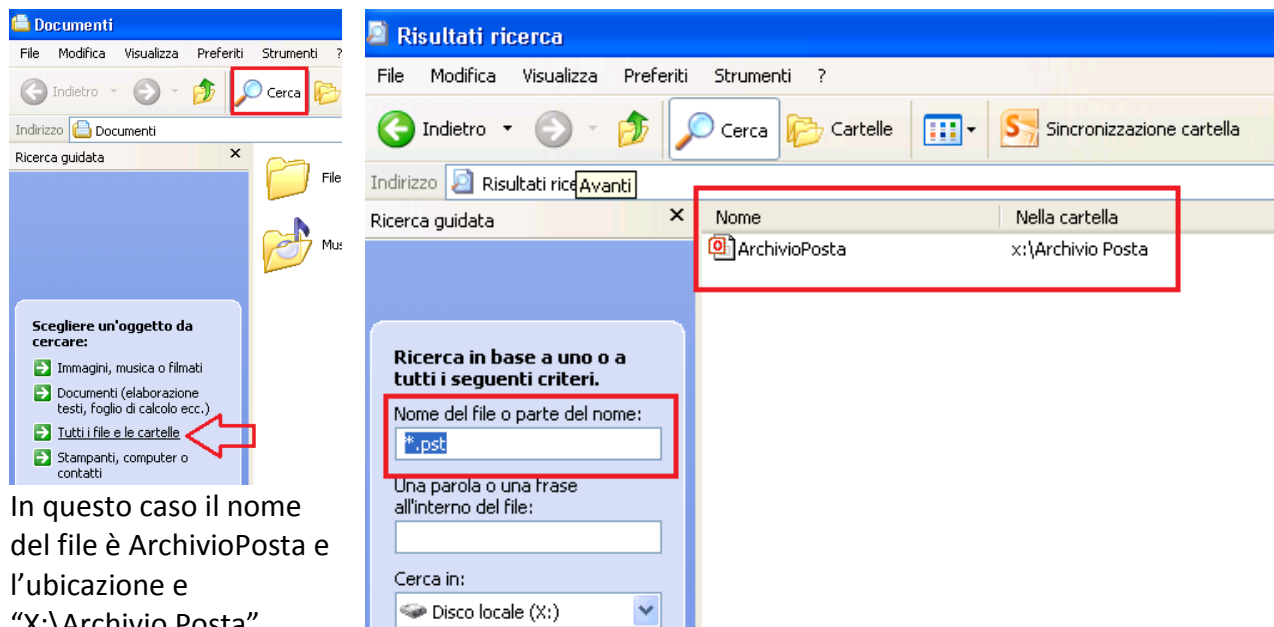 Documenti
File Modifica Visualizza Preferiti Strumenti ?
Indietro Cerca
Indirizzo Documenti
Ricerca guidata
File
Mus
Scegliere un'oggetto da
cercare:
Immagini, musica o filmati
Documenti (elaborazione
testi, foglio di calcolo ecc.)
Tutti i file e le cartelle
Stampanti, computer o
contatti
In questo caso il nome
del file è ArchivioPosta e
l'ubicazione e
“X:\Archivio Posta”
Risultati ricerca
File Modifica Visualizza Preferiti Strumenti ?
Indietro Cerca Cartelle Sincronizzazione cartella
Indirizzo Risultati rice Avanti
Ricerca guidata
Nome Nella cartella
ArchivioPosta x:\Archivio Posta
Ricerca in base a uno o a
tutti i seguenti criteri.
Nome del file o parte del nome:
*.pst
Una parola o una frase
all'interno del file:
Cerca in:
Disco locale (X:)